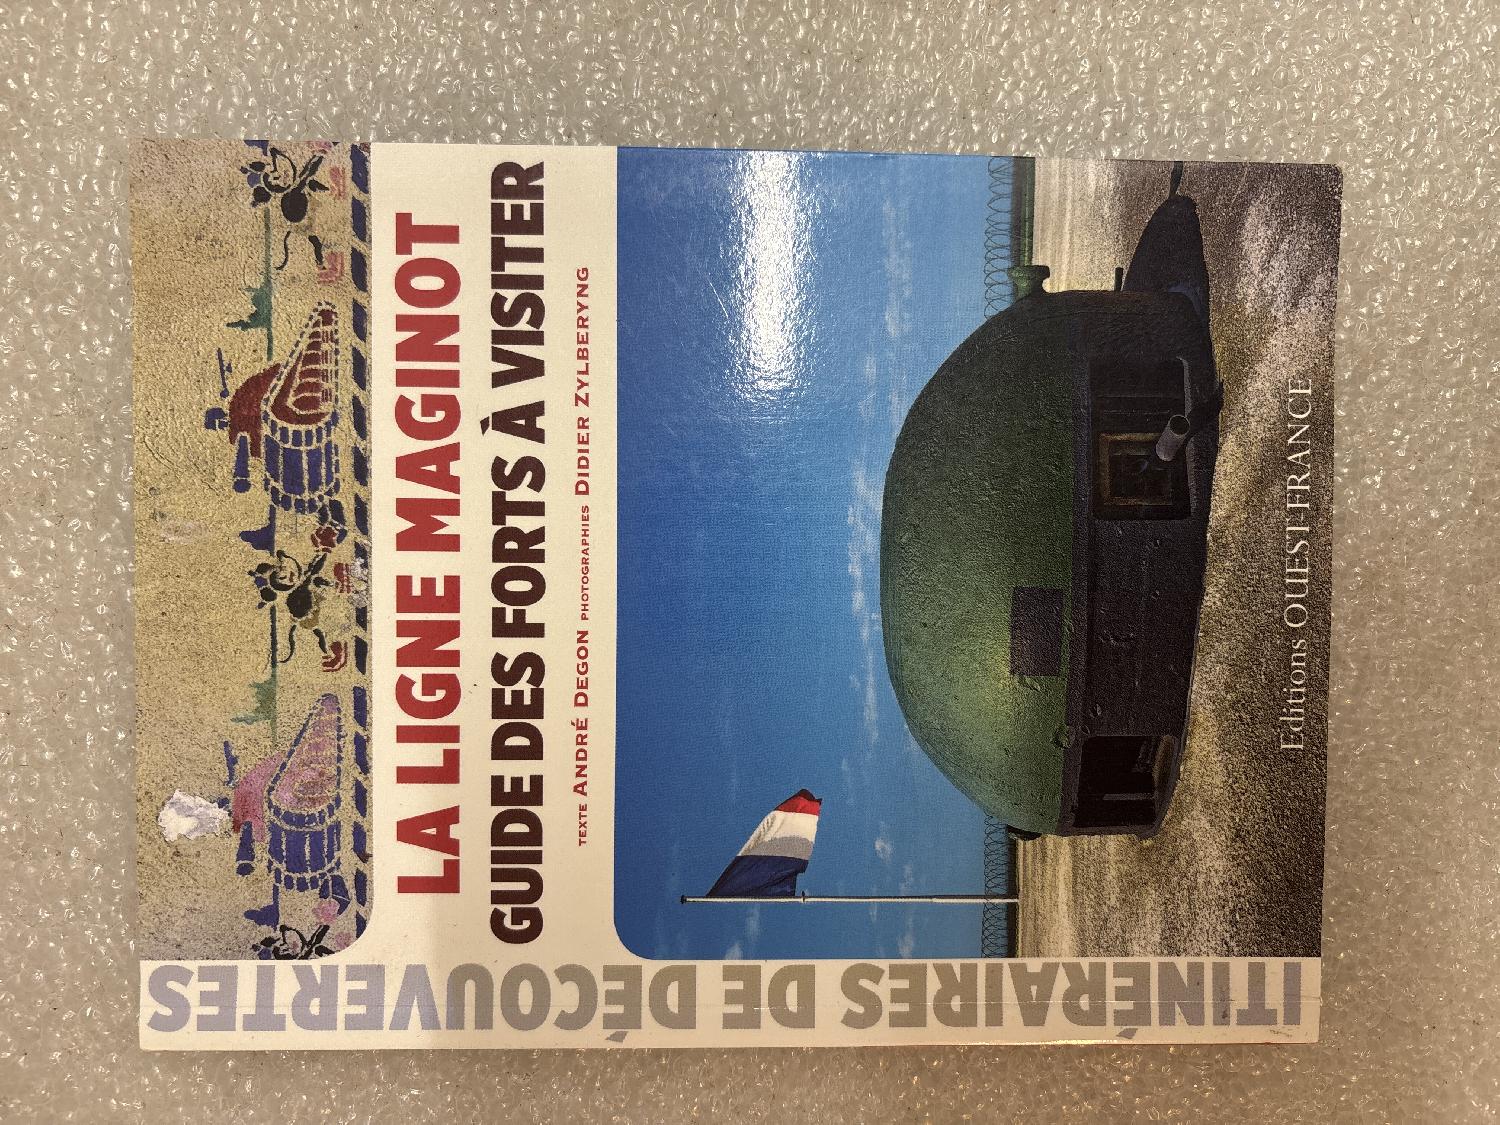 LA LIGNE MAGINOT
GUIDE DES FORTS À VISITER
TEXTE ANDRÉ DEGON PHOTOGRAPHIES DIDIER ZYLBERYNG
Editions OUEST-FRANCE
ITINÉRAIRES DE DÉCOUVERTES